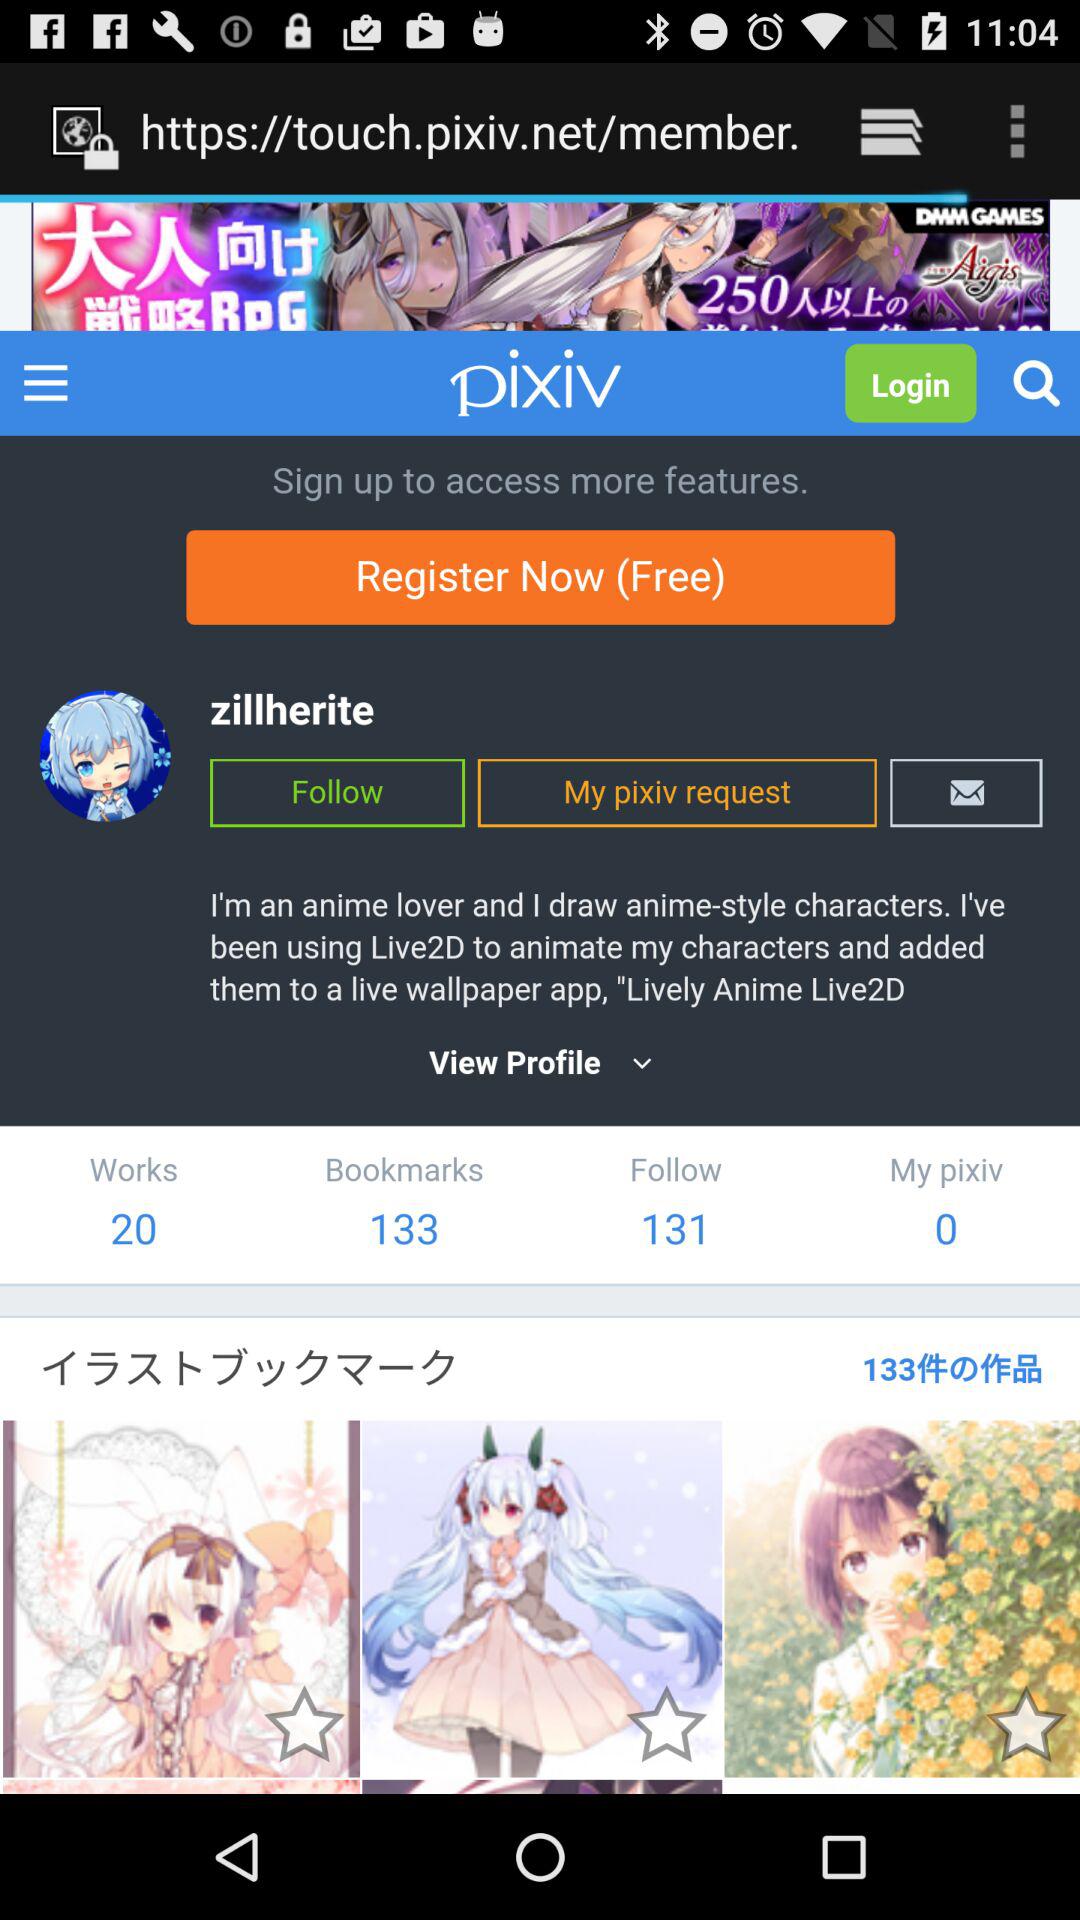 11:04
https://touch.pixiv.net/member.
大人向け
戦略RPG
250人以上の
DMM GAMES
Aigis
pixiv
Login
Sign up to access more features.
Register Now (Free)
zillherite
Follow
My pixiv request
I'm an anime lover and I draw anime-style characters. I've
been using Live2D to animate my characters and added
them to a live wallpaper app, "Lively Anime Live2D
View Profile
Works Bookmarks Follow My pixiv
20 133 131 0
イラストブックマーク 133件の作品